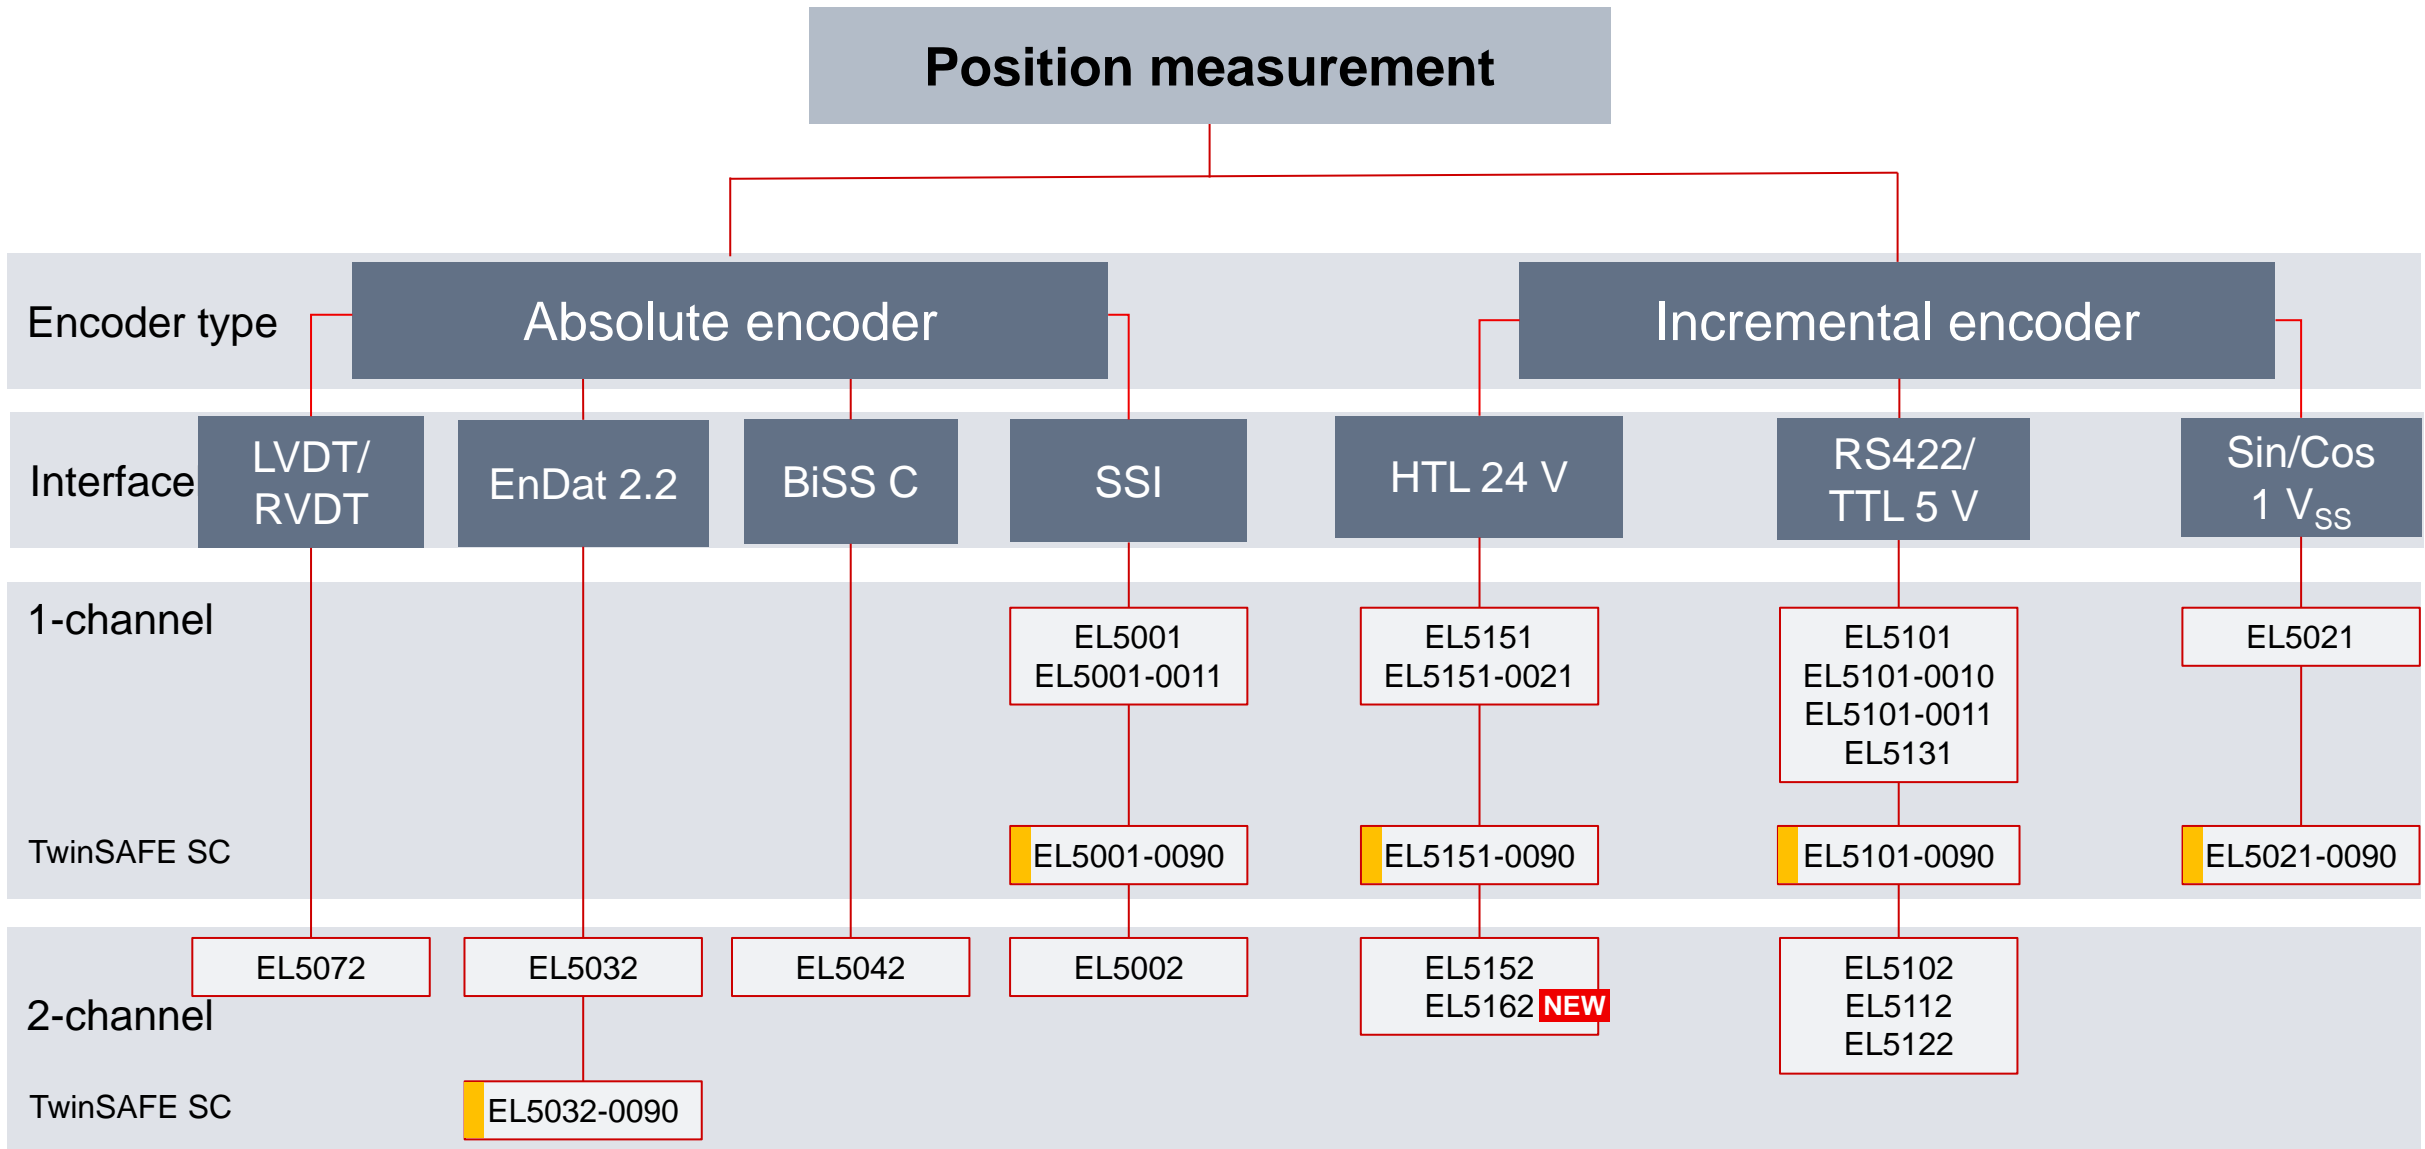 Position measurement
Encoder type
Absolute encoder
Incremental encoder
Interface
LVDT/
RVDT
EnDat 2.2
BiSS C
SSI
HTL 24 V
RS422/
TTL 5 V
Sin/Cos
1 VSS
1-channel
EL5001
EL5001-0011
EL5151
EL5151-0021
EL5101
EL5101-0010
EL5101-0011
EL5131
EL5021
TwinSAFE SC
EL5001-0090
EL5151-0090
EL5101-0090
EL5021-0090
2-channel
EL5072
EL5032
EL5042
EL5002
EL5152
EL5162 NEW
EL5102
EL5112
EL5122
TwinSAFE SC
EL5032-0090